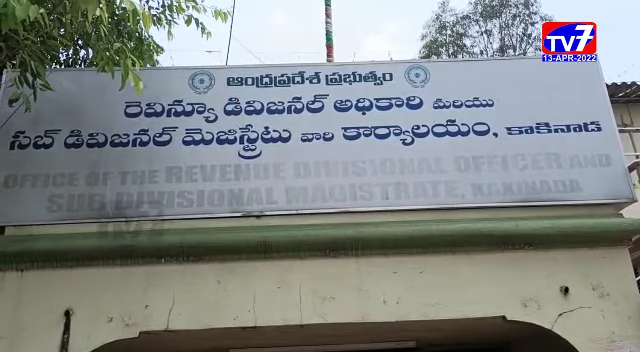 TV7
13-APR-2022
ఆంధ్రప్రదేశ్ ప్రభుత్వం
రెవిన్యూ డివిజనల్ అధికారి మరియు
సబ్ డివిజనల్ మెజిస్ట్రేటు వారి కార్యాలయం, కాకినాడ
OFFICE OF THE REVENUE DIVISIONAL OFFICER AND
SUB DIVISIONAL MAGISTRATE, KAKINADA